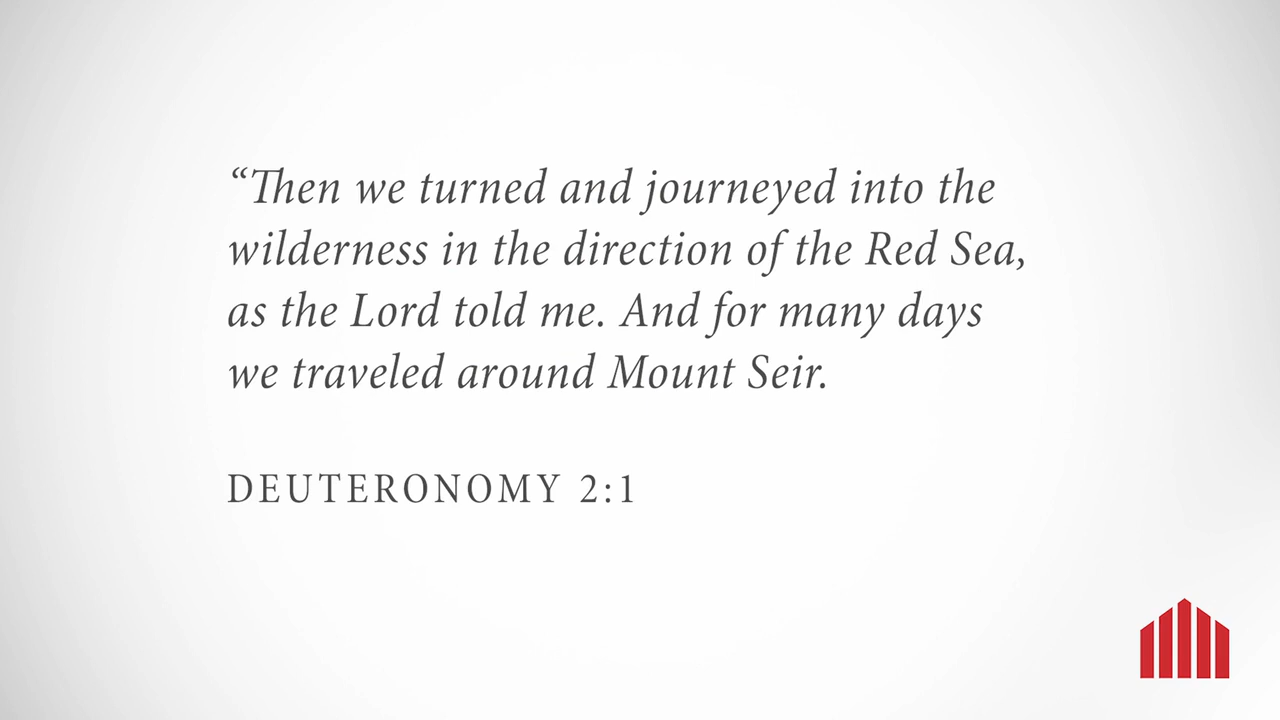 “Then we turned and journeyed into the
wilderness in the direction of the Red Sea,
as the Lord told me. And for many days
we traveled around Mount Seir.
DEUTERONOMY 2:1